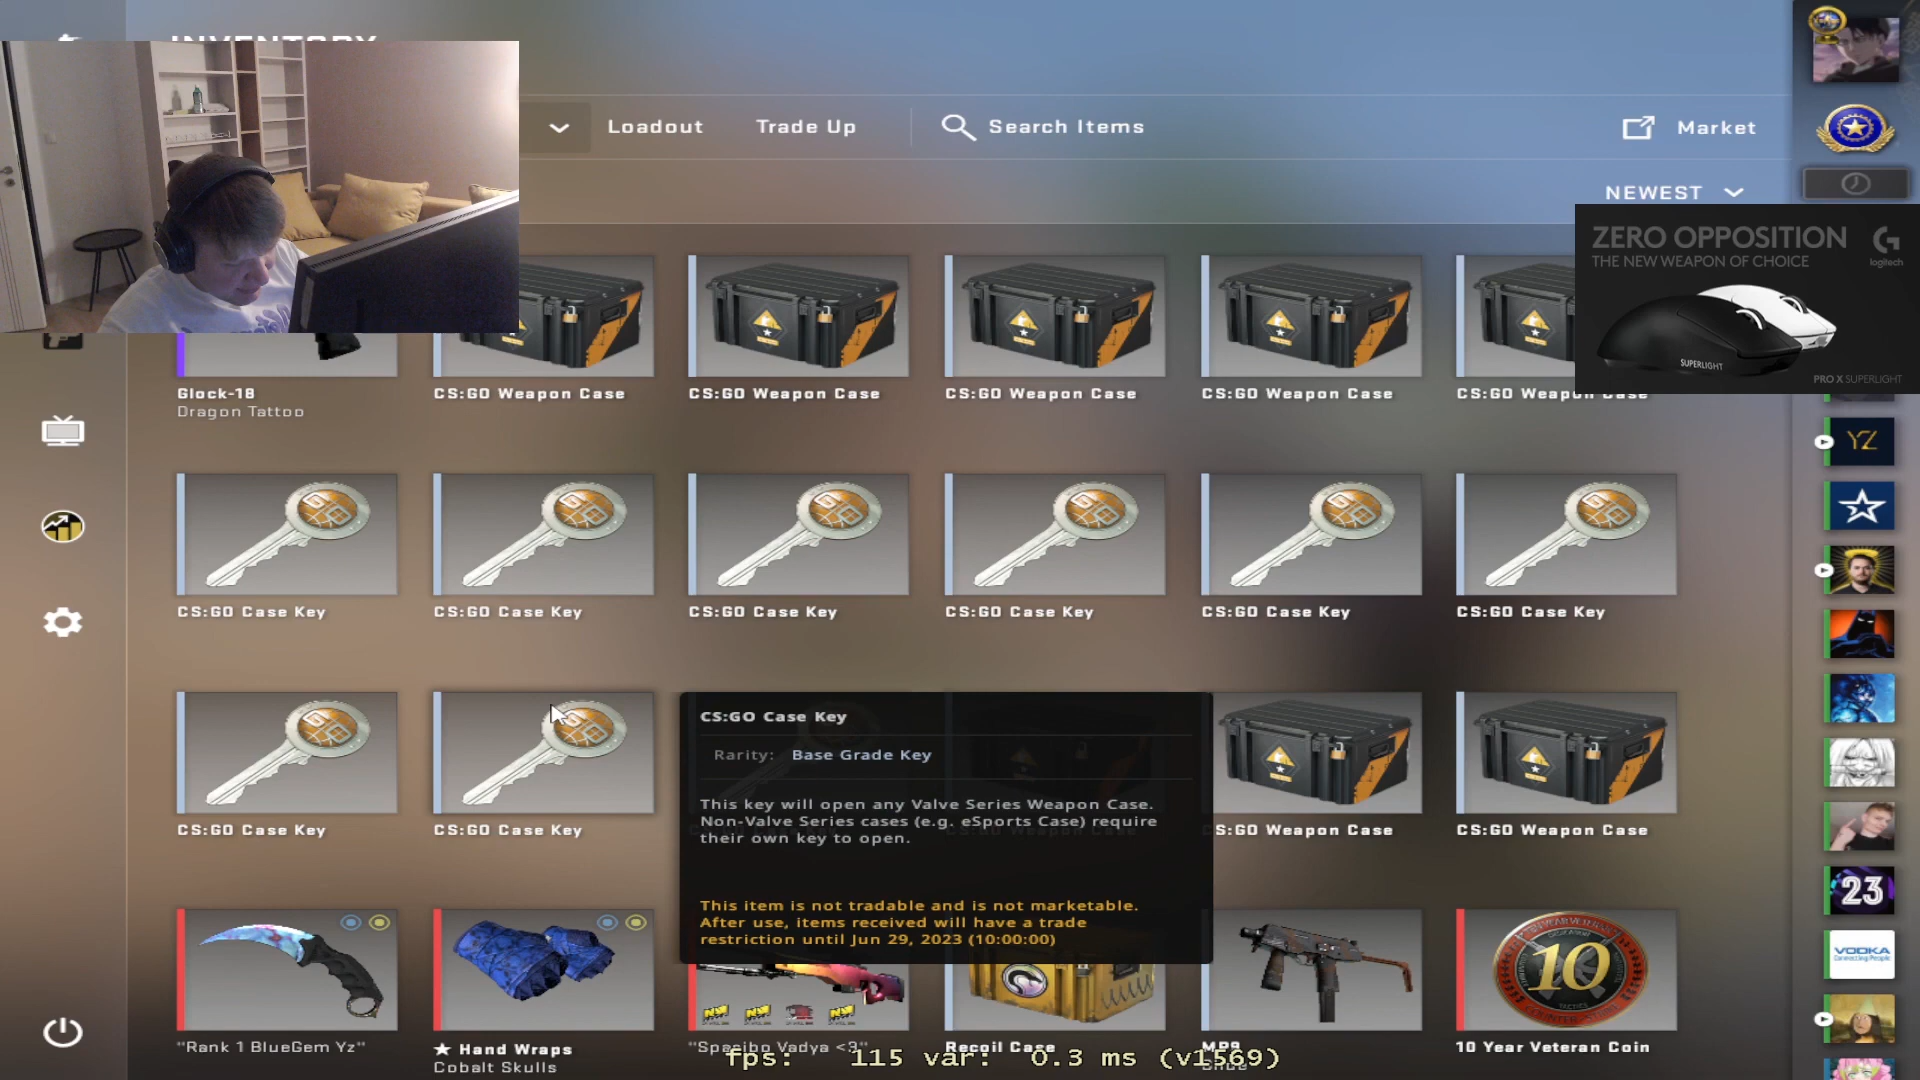 INVENTORY
Loadout
Trade Up
Search Items
Market
NEWEST
ZERO OPPOSITION
THE NEW WEAPON OF CHOICE
logitech
SUPERLIGHT
PRO X SUPERLIGHT
Glock-18
Dragon Tattoo
CS:GO Weapon Case
CS:GO Weapon Case
CS:GO Weapon Case
CS:GO Weapon Case
CS:GO Weapon Case
YZ
CS:GO Case Key
CS:GO Case Key
CS:GO Case Key
CS:GO Case Key
CS:GO Case Key
CS:GO Case Key
CS:GO Case Key
CS:GO Case Key
CS:GO Case Key
Rarity: Base Grade Key
This key will open any Valve Series Weapon Case.
Non-Valve Series cases (e.g. eSports Case) require
their own key to open.
This item is not tradable and is not marketable.
After use, items received will have a trade
restriction until Jun 29, 2023 (10:00:00)
S:GO Weapon Case
CS:GO Weapon Case
23
VODKA
Connecting People
10
"Rank 1 BlueGem Yz"
★ Hand Wraps
Cobalt Skulls
"Spasibo Vadya <3"
Recoil Case
MP9
10 Year Veteran Coin
fps: 115 var: 0.3 ms (v1569)